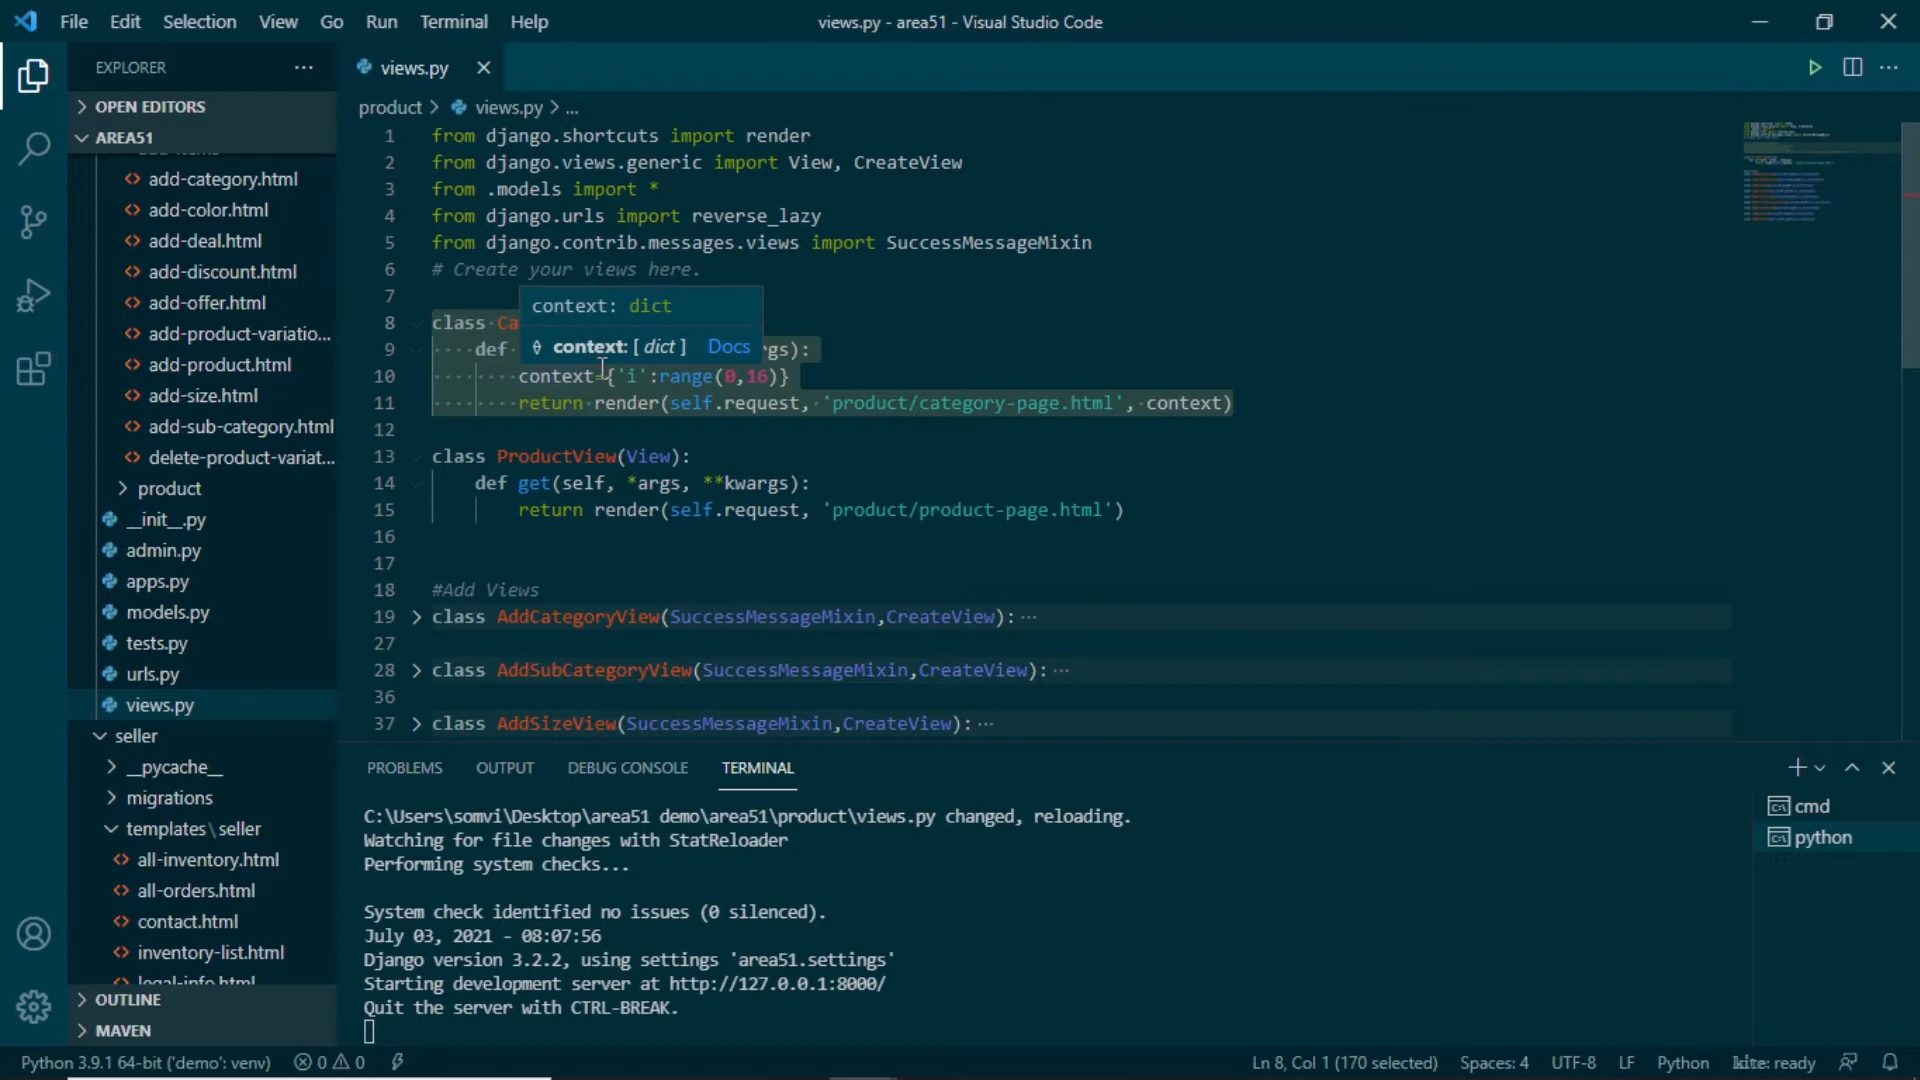 File Edit Selection View Go Run Terminal Help
views.py - area51 - Visual Studio Code
EXPLORER
OPEN EDITORS
AREA51
add-category.html
add-color.html
add-deal.html
add-discount.html
add-offer.html
add-product-variatio...
add-product.html
add-size.html
add-sub-category.html
delete-product-variat...
product
__init__.py
admin.py
apps.py
models.py
tests.py
urls.py
views.py
seller
__pycache__
migrations
templates\seller
all-inventory.html
all-orders.html
contact.html
inventory-list.html
legal-info.html
OUTLINE
MAVEN
views.py
product > views.py > ...
1 from django.shortcuts import render
2 from django.views.generic import View, CreateView
3 from .models import *
4 from django.urls import reverse_lazy
5 from django.contrib.messages.views import SuccessMessageMixin
6 # Create your views here.
7
context: dict
context:[ dict ] Docs
8 class Ca
9 def gs):
10 context={'i':range(0,16)}
11 return render(self.request, 'product/category-page.html', context)
12
13 class ProductView(View):
14 def get(self, *args, **kwargs):
15 return render(self.request, 'product/product-page.html')
16
17
18 #Add Views
19 class AddCategoryView(SuccessMessageMixin,CreateView): ...
27
28 class AddSubCategoryView(SuccessMessageMixin,CreateView): ...
36
37 class AddSizeView(SuccessMessageMixin,CreateView): ...
PROBLEMS OUTPUT DEBUG CONSOLE TERMINAL
C:\Users\somvi\Desktop\area51 demo\area51\product\views.py changed, reloading.
Watching for file changes with StatReloader
Performing system checks...
System check identified no issues (0 silenced).
July 03, 2021 - 08:07:56
Django version 3.2.2, using settings 'area51.settings'
Starting development server at http://127.0.0.1:8000/
Quit the server with CTRL-BREAK.
cmd
python
Python 3.9.1 64-bit ('demo': venv) 0 0
Ln 8, Col 1 (170 selected) Spaces: 4 UTF-8 LF Python kite: ready